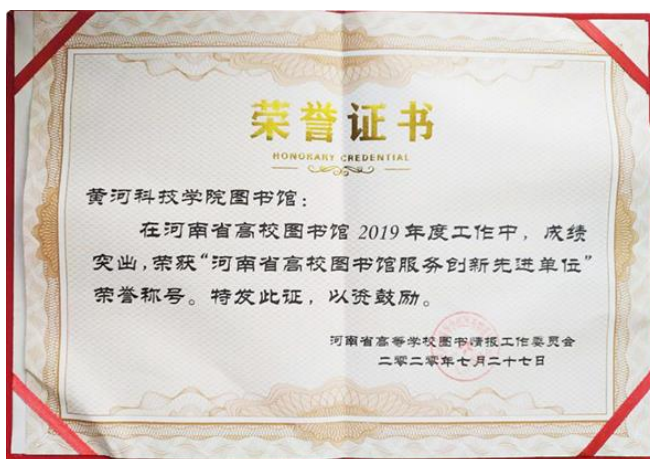 荣誉证书
HONORARY CREDENTIAL
黄河科技学院图书馆：
在河南省高校图书馆 2019 年度工作中，成绩
突出，荣获“河南省高校图书馆服务创新先进单位”
荣誉称号。特发此证，以资鼓励。
河南省高等学校图书情报工作委员会
二零二零年七月二十七日